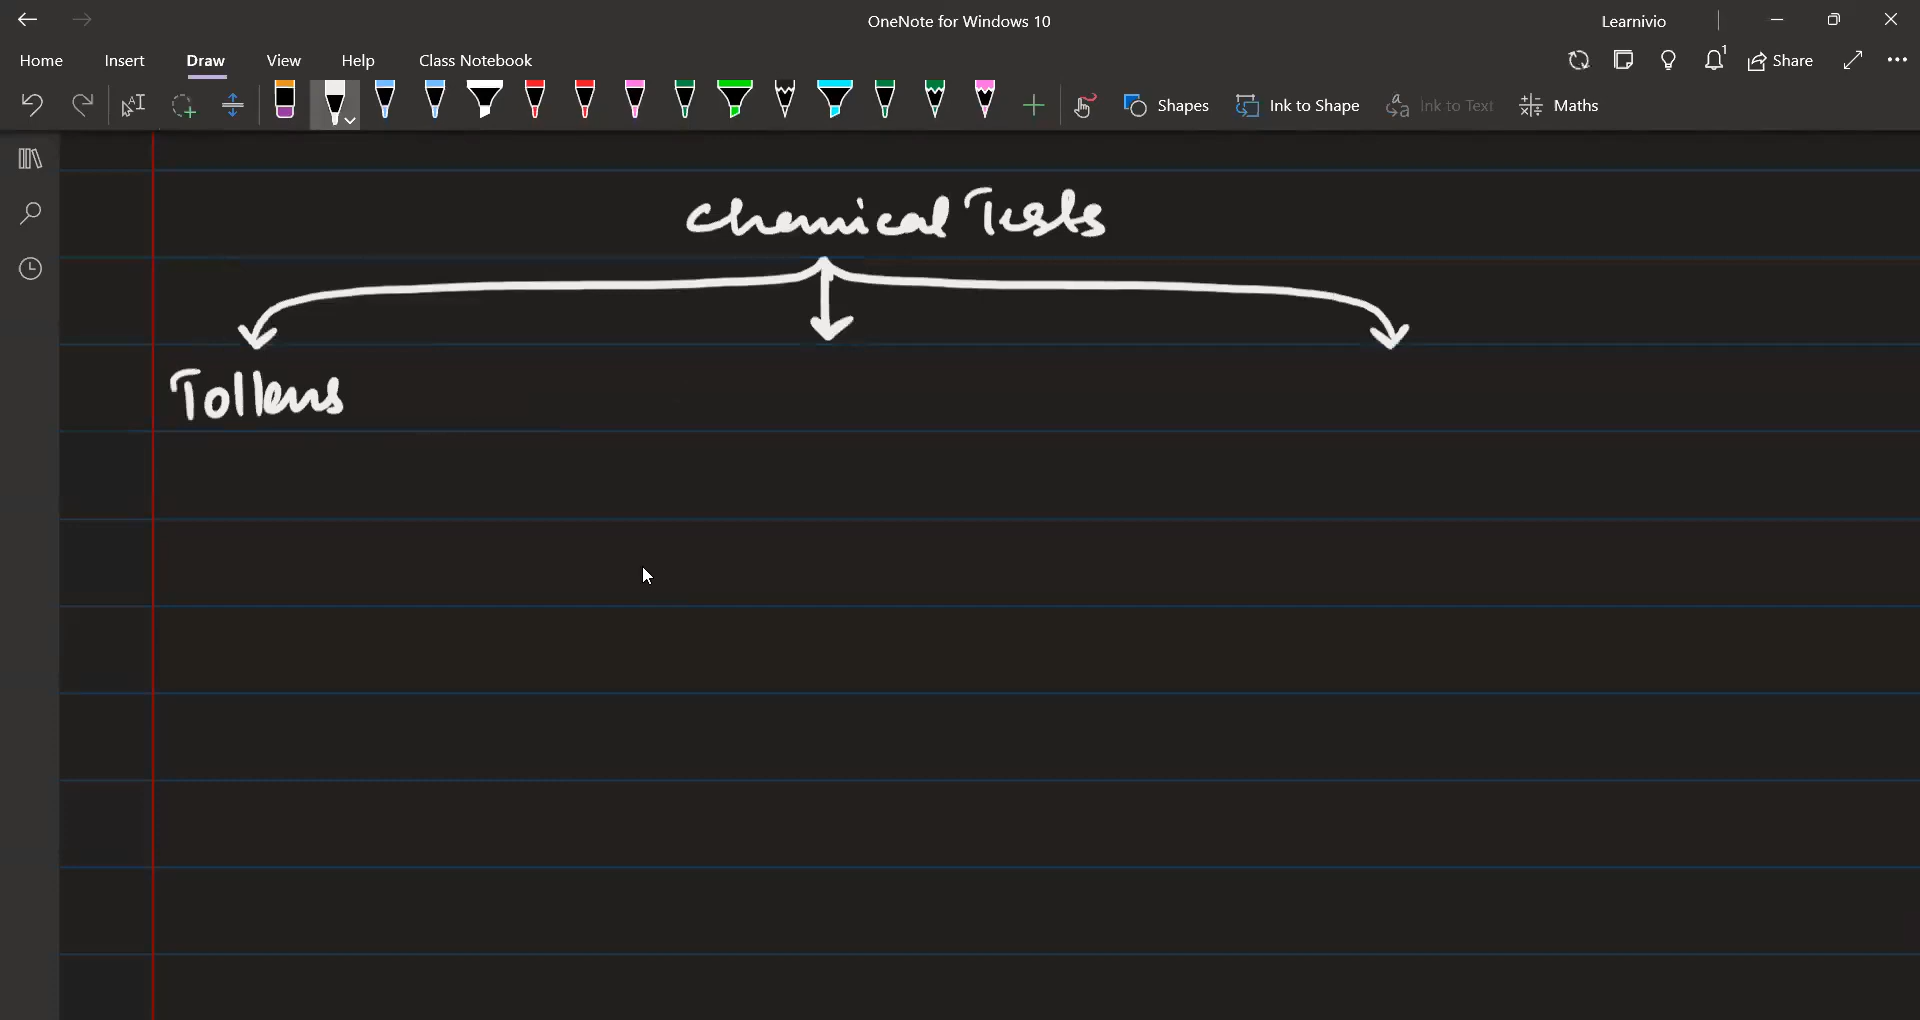 OneNote for Windows 10
Learnivio
Home Insert Draw View Help Class Notebook
1
Share
Shapes Ink to Shape Ink to Text Maths
Chemical Tests
Tollens